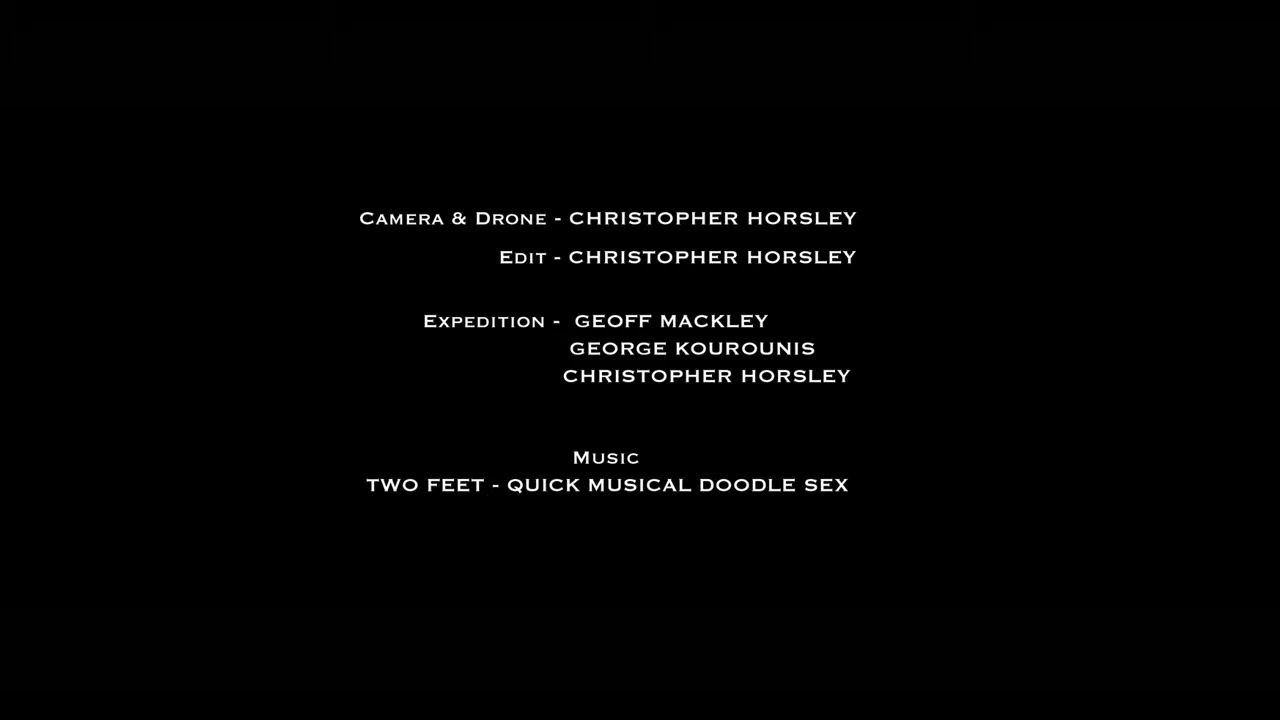 Camera & Drone - CHRISTOPHER HORSLEY
Edit - CHRISTOPHER HORSLEY
Expedition - GEOFF MACKLEY
GEORGE KOUROUNIS
CHRISTOPHER HORSLEY
Music
TWO FEET - QUICK MUSICAL DOODLE SEX